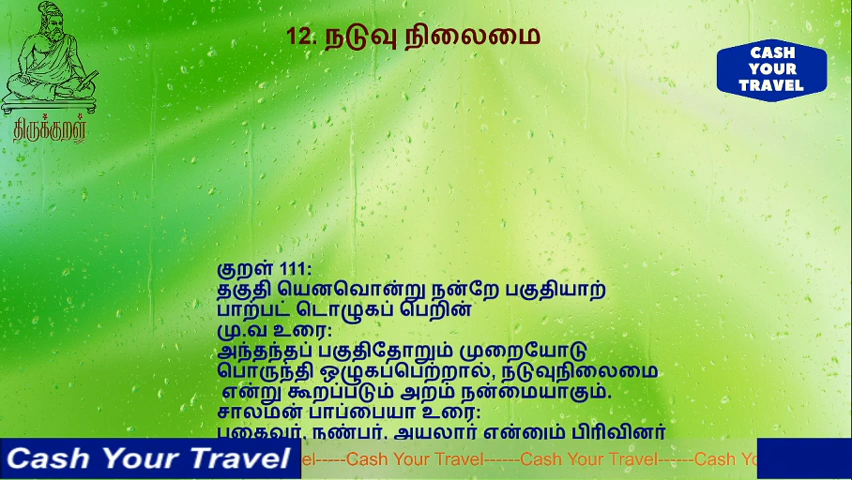 12. நடுவு நிலைமை
CASH
YOUR
TRAVEL
திருக்குறள்
குறள் 111:
தகுதி யெனவொன்று நன்றே பகுதியாற்
பாற்பட் டொழுகப் பெறின்
மு.வ உரை:
அந்தந்தப் பகுதிதோறும் முறையோடு
பொருந்தி ஒழுகப்பெற்றால், நடுவுநிலைமை
என்று கூறப்படும் அறம் நன்மையாகும்.
சாலமன் பாப்பையா உரை:
பகைவர், நண்பர், அயலார் என்னும் பிரிவினர்
Cash Your Travel
el-----Cash Your Travel------Cash Your Travel------Cash Yo